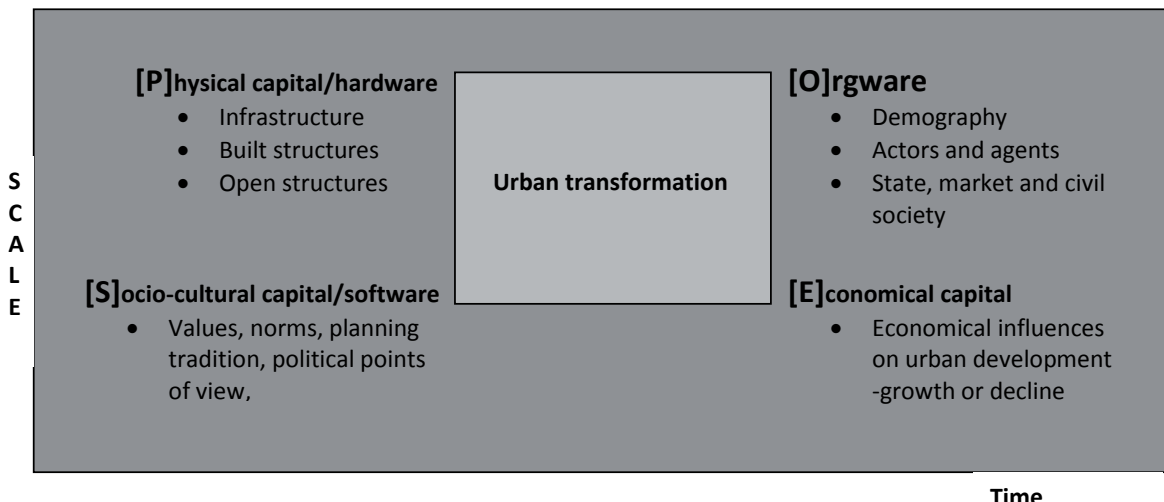 [P]hysical capital/hardware
• Infrastructure
• Built structures
• Open structures
[O]rgware
• Demography
• Actors and agents
• State, market and civil
society
Urban transformation
S
C
A
L
E
[S]ocio-cultural capital/software
• Values, norms, planning
tradition, political points
of view,
[E]conomical capital
• Economical influences
on urban development
-growth or decline
Time